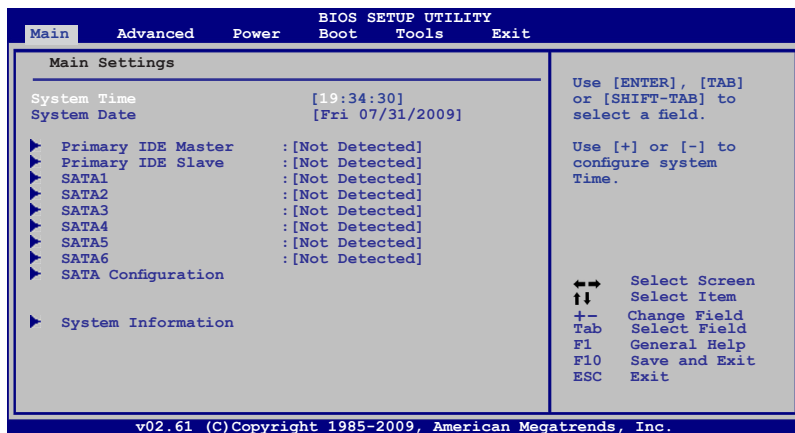 BIOS SETUP UTILITY
Main Advanced Power Boot Tools Exit
Main Settings
System Time [19:34:30]
System Date [Fri 07/31/2009]
Primary IDE Master :[Not Detected]
Primary IDE Slave :[Not Detected]
SATA1 :[Not Detected]
SATA2 :[Not Detected]
SATA3 :[Not Detected]
SATA4 :[Not Detected]
SATA5 :[Not Detected]
SATA6 :[Not Detected]
SATA Configuration
System Information
Use [ENTER], [TAB]
or [SHIFT-TAB] to
select a field.
Use [+] or [-] to
configure system
Time.
←→ Select Screen
↑↓ Select Item
+- Change Field
Tab Select Field
F1 General Help
F10 Save and Exit
ESC Exit
v02.61 (C)Copyright 1985-2009, American Megatrends, Inc.